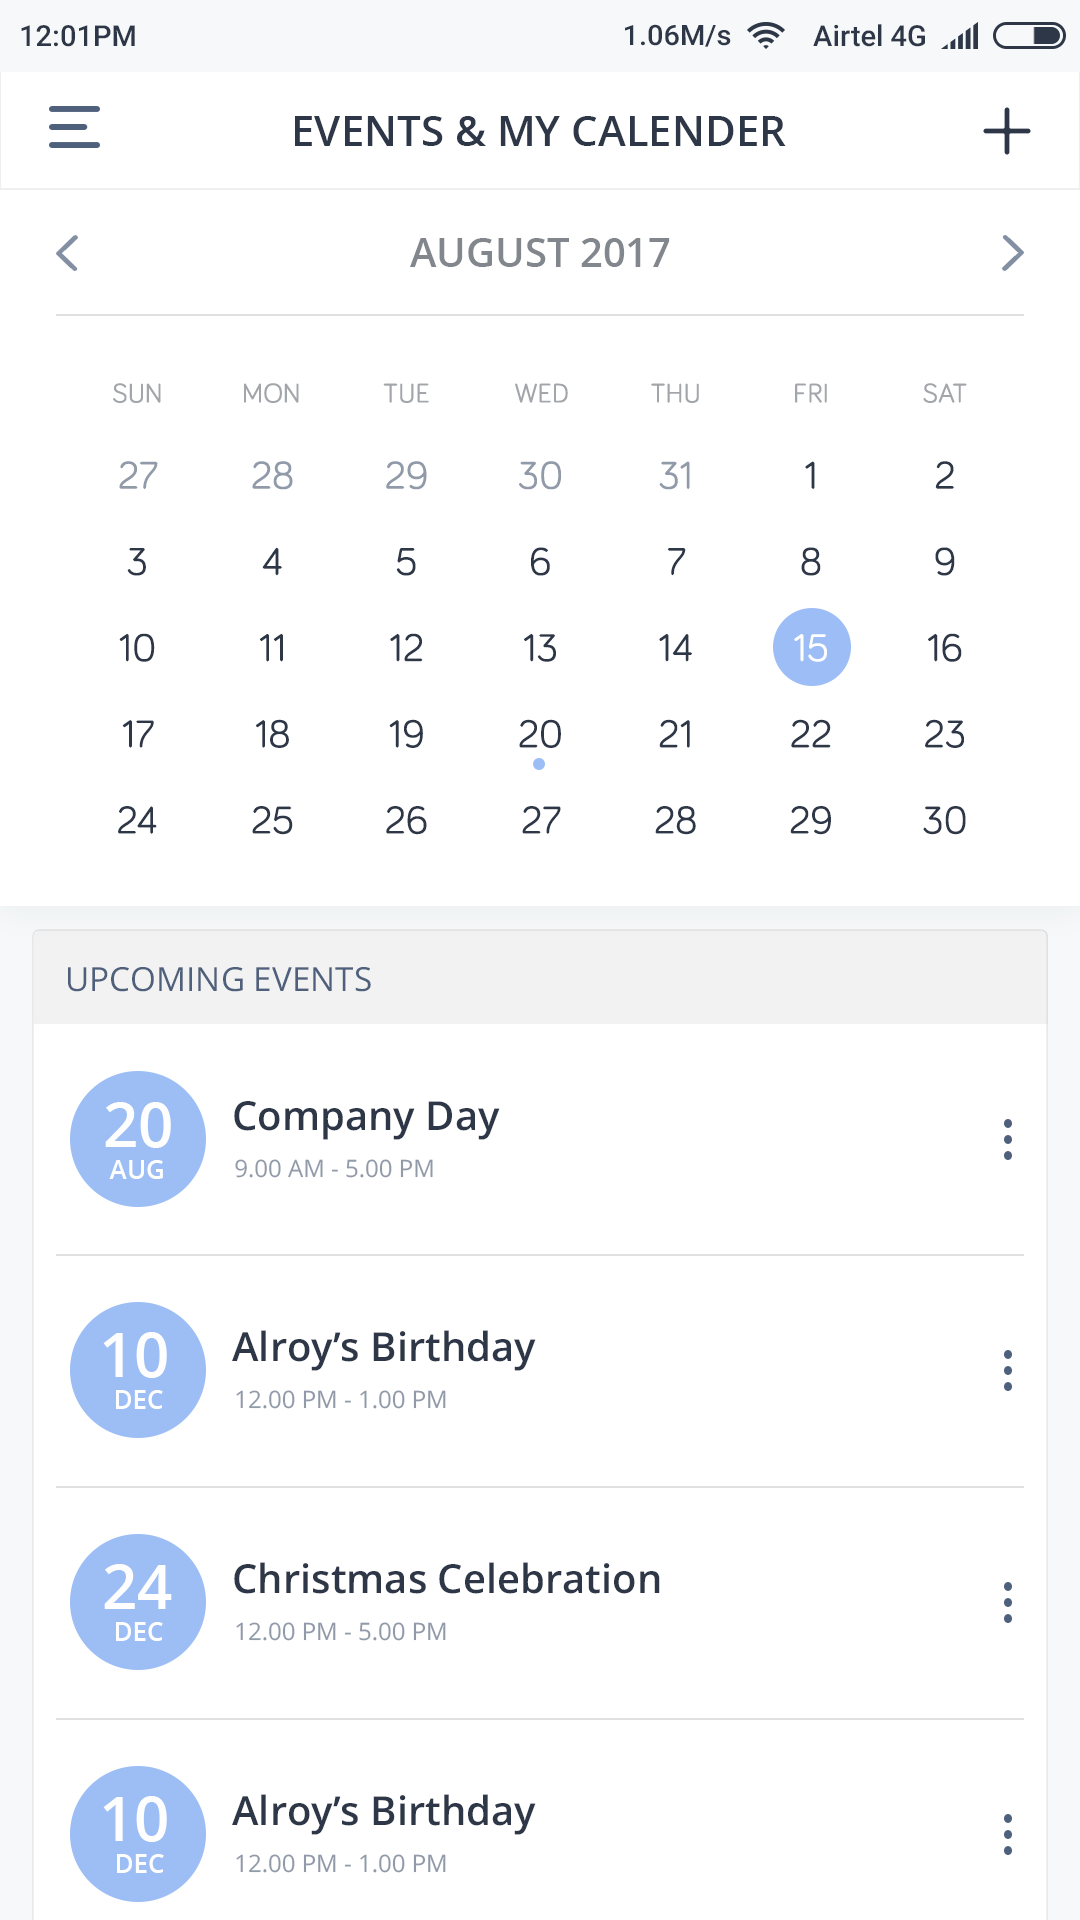 12:01PM 1.06M/s Airtel 4G
EVENTS & MY CALENDER
AUGUST 2017
SUN MON TUE WED THU FRI SAT
27 28 29 30 31 1 2
3 4 5 6 7 8 9
10 11 12 13 14 15 16
17 18 19 20 21 22 23
24 25 26 27 28 29 30
UPCOMING EVENTS
20 AUG
Company Day
9.00 AM - 5.00 PM
10 DEC
Alroy’s Birthday
12.00 PM - 1.00 PM
24 DEC
Christmas Celebration
12.00 PM - 5.00 PM
10 DEC
Alroy’s Birthday
12.00 PM - 1.00 PM